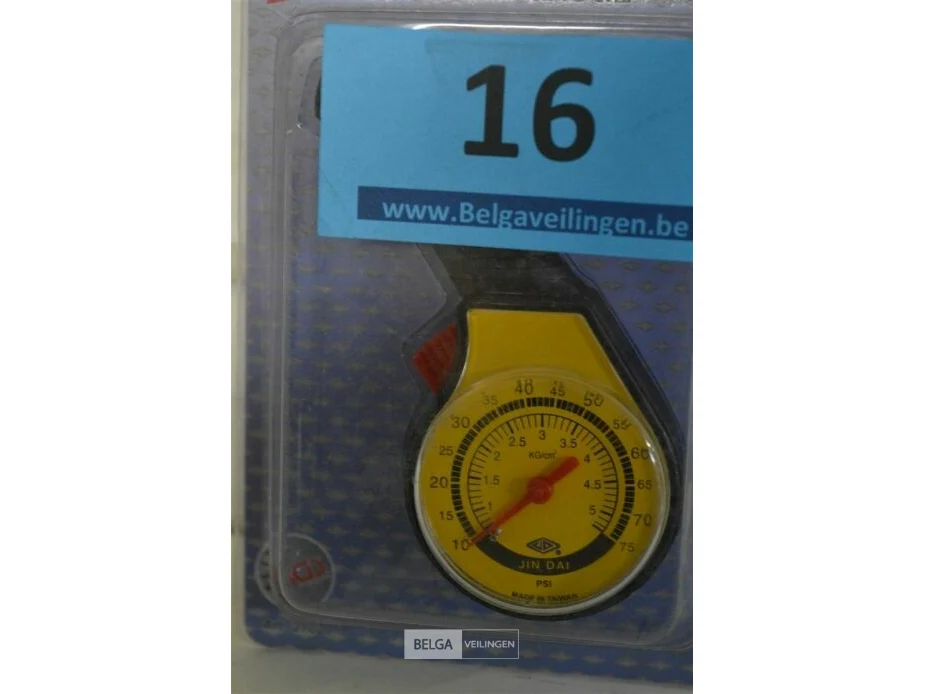 16
www.Belgaveilingen.be
40 45
35 50
30 55
25 60
20 65
15 70
10 75
2.5 3 3.5
2 4
1.5 4.5
1 5
KG/cm²
JIN DAI
PSI
MADE IN TAIWAN
BELGA VEILINGEN